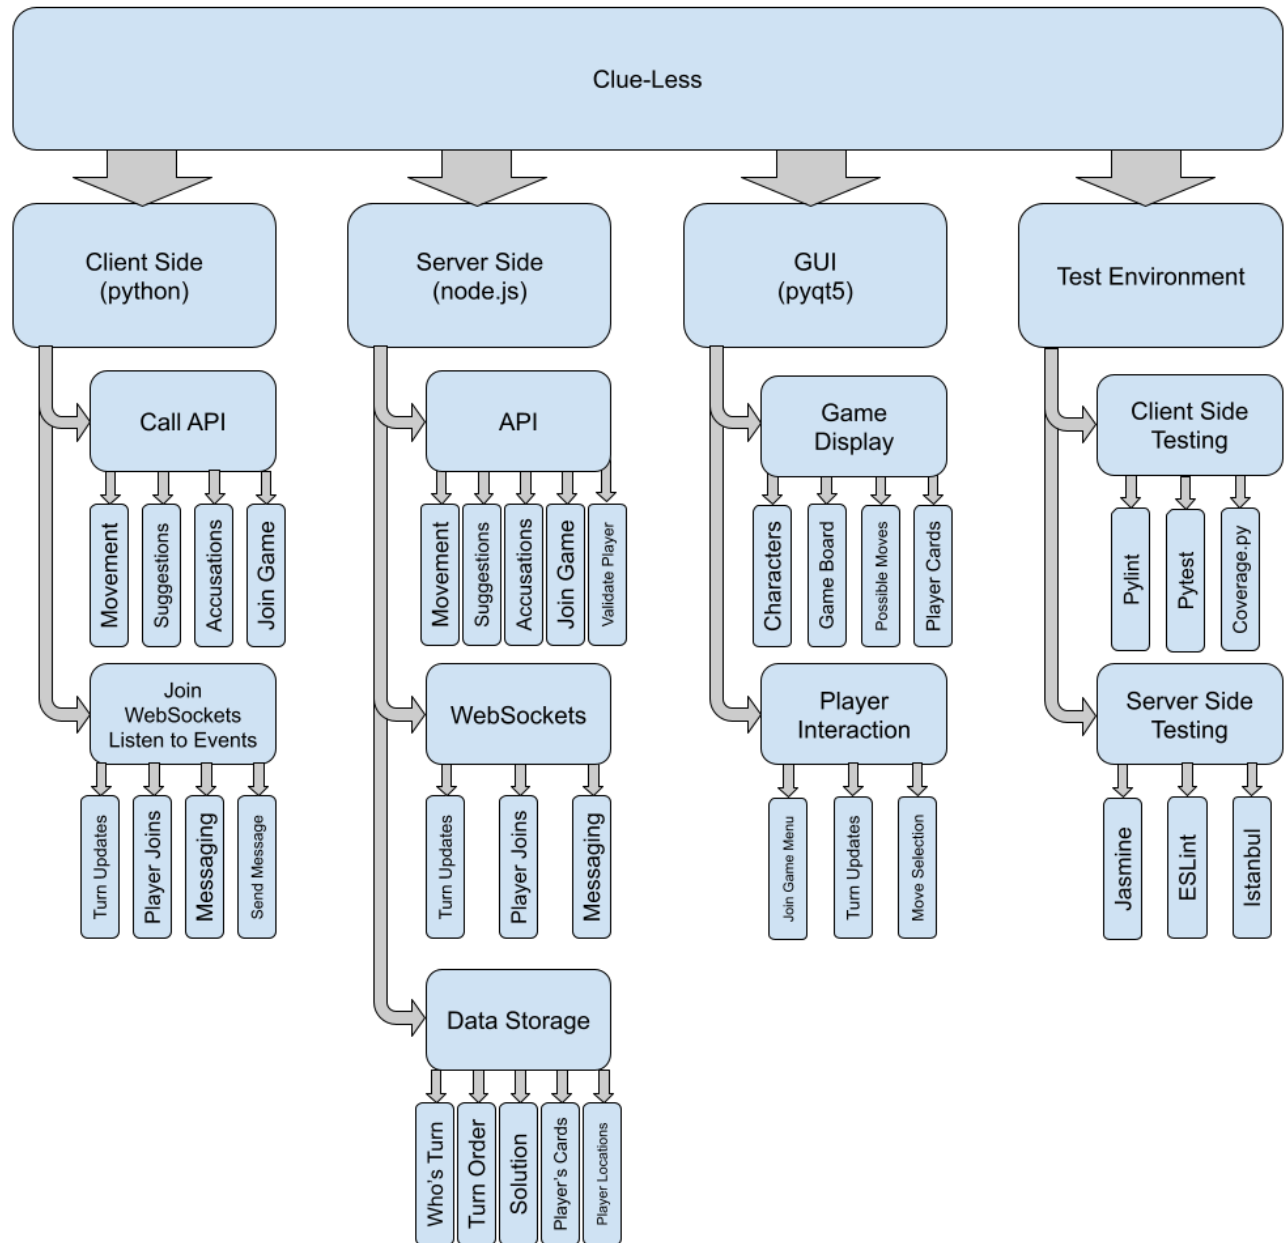 Clue-Less
Client Side
(python)
Server Side
(node.js)
GUI
(pyqt5)
Test Environment
Call API
API
Game
Display
Client Side
Testing
Movement
Suggestions
Accusations
Join Game
Movement
Suggestions
Accusations
Join Game
Validate Player
Characters
Game Board
Possible Moves
Player Cards
Pylint
Pytest
Coverage.py
Join
WebSockets
Listen to Events
WebSockets
Player
Interaction
Server Side
Testing
Turn Updates
Player Joins
Messaging
Send Message
Turn Updates
Player Joins
Messaging
Join Game Menu
Turn Updates
Move Selection
Jasmine
ESLint
Istanbul
Data Storage
Who's Turn
Turn Order
Solution
Player's Cards
Player Locations